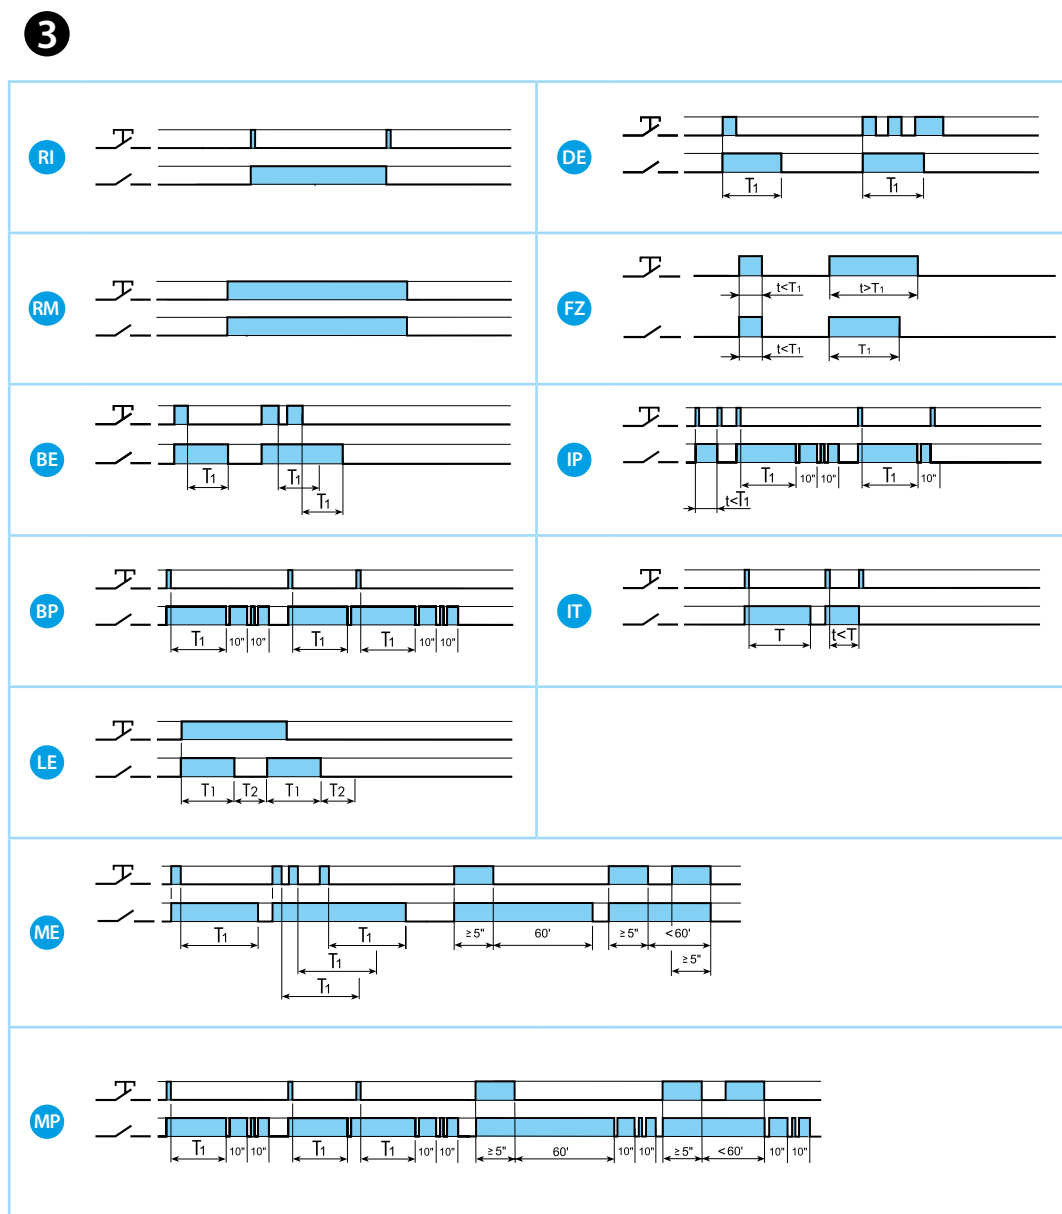 3
RI
DE
T1 T1
RM
FZ
t<T1 t>T1
t<T1 T1
BE
T1 T1
T1
IP
T1 10" 10" T1 10"
t<T1
BP
T1 10" 10" T1 T1 10" 10"
IT
T t<T
LE
T1 T2 T1 T2
ME
T1 T1 ≥5" 60' ≥5" <60'
T1 ≥5"
T1
MP
T1 10" 10" T1 T1 10" 10" ≥5" 60' 10" 10" ≥5" <60' 10" 10"